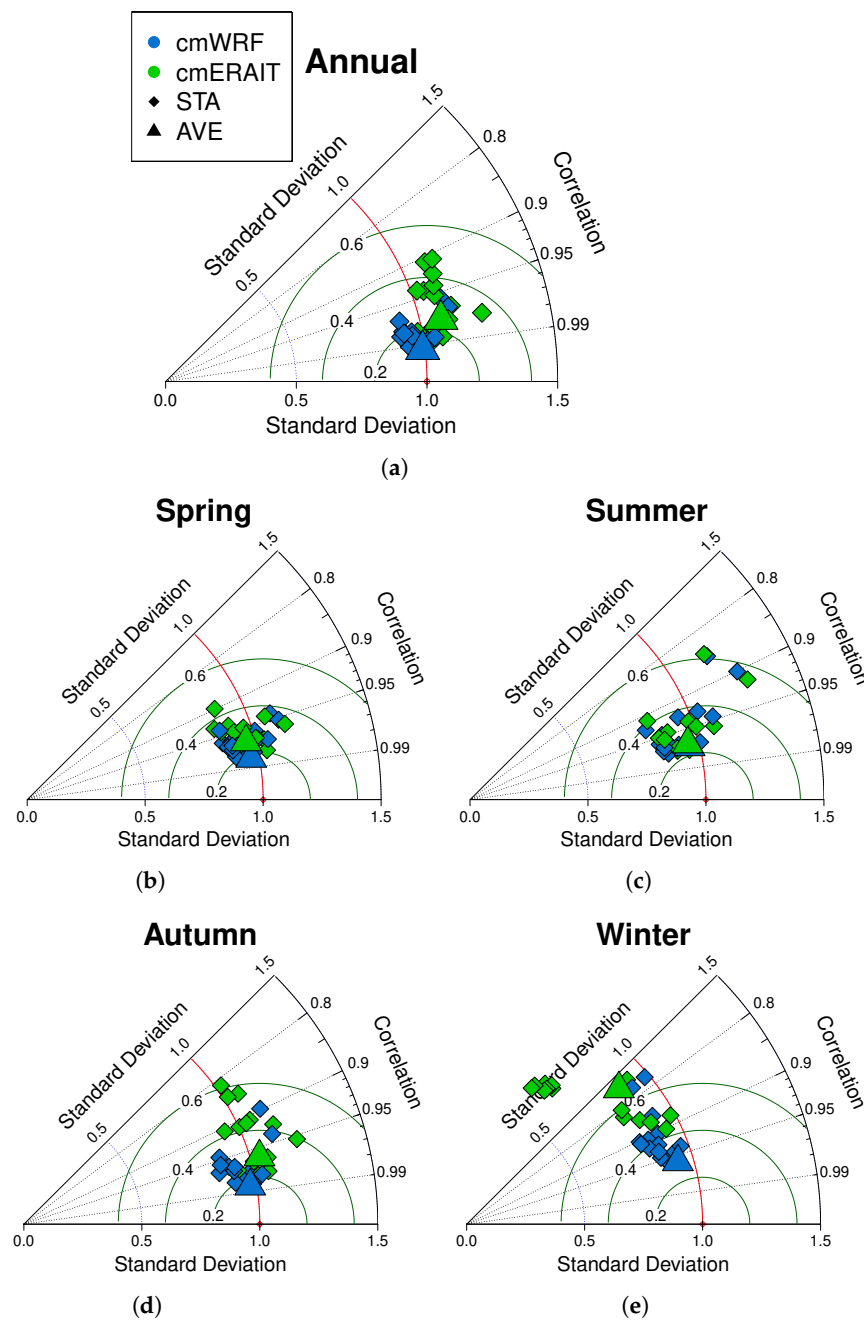 cmWRF
cmERAIT
STA
AVE
Annual
1.5
0.8
Standard Deviation
1.0
Correlation
0.9
0.6
0.95
0.5
0.4
0.99
0.2
0.0
0.5
1.0
1.5
Standard Deviation
(a)
Spring
1.5
0.8
Standard Deviation
1.0
Correlation
0.9
0.6
0.95
0.5
0.4
0.99
0.2
0.0
0.5
1.0
1.5
Standard Deviation
(b)
Summer
1.5
0.8
Standard Deviation
1.0
Correlation
0.9
0.6
0.95
0.5
0.4
0.99
0.2
0.0
0.5
1.0
1.5
Standard Deviation
(c)
Autumn
1.5
0.8
Standard Deviation
1.0
Correlation
0.9
0.6
0.95
0.5
0.4
0.99
0.2
0.0
0.5
1.0
1.5
Standard Deviation
(d)
Winter
1.5
0.8
Standard Deviation
1.0
Correlation
0.9
0.6
0.95
0.5
0.4
0.99
0.2
0.0
0.5
1.0
1.5
Standard Deviation
(e)